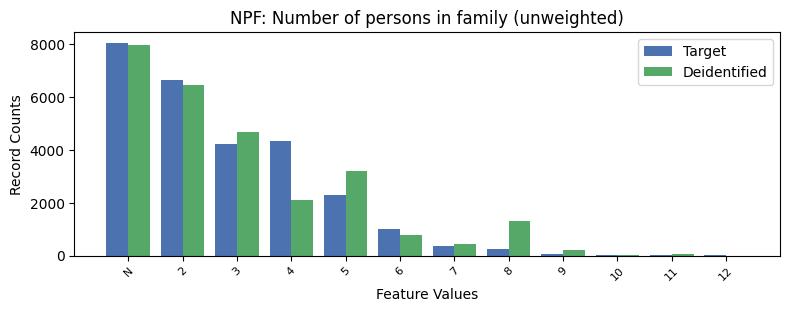 NPF: Number of persons in family (unweighted)
Target
Deidentified
Record Counts
8000
6000
4000
2000
0
N 2 3 4 5 6 7 8 9 10 11 12
Feature Values